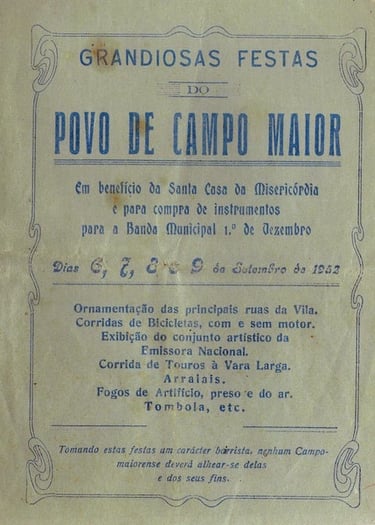 GRANDIOSAS FESTAS
DO
POVO DE CAMPO MAIOR
Em benefício da Santa Casa da Misericórdia
e para compra de instrumentos
para a Banda Municipal 1.º de Dezembro
Dias 6, 7, 8 e 9 de Setembro de 1952
Ornamentação das principais ruas da Vila.
Corridas de Bicicletas, com e sem motor.
Exibição do conjunto artístico da
Emissora Nacional.
Corrida de Touros à Vara Larga.
Arraiais.
Fogos de Artifício, preso e do ar.
Tombola, etc.
Tomando estas festas um carácter bairrista, nenhum Campo-
maiorense deverá alhear-se delas
e dos seus fins.